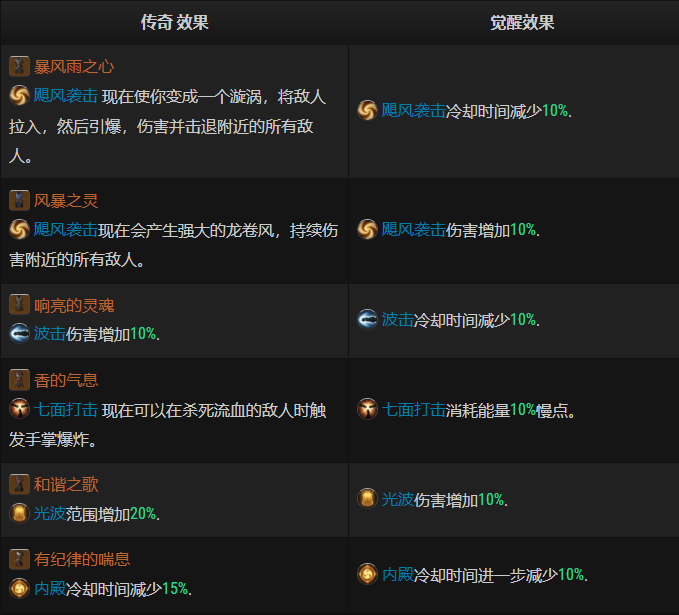 传奇 效果
觉醒效果
暴风雨之心
飓风袭击 现在使你变成一个漩涡，将敌人
拉入，然后引爆，伤害并击退附近的所有敌
人。
飓风袭击冷却时间减少10%.
风暴之灵
飓风袭击现在会产生强大的龙卷风，持续伤
害附近的所有敌人。
飓风袭击伤害增加10%.
响亮的灵魂
波击伤害增加10%.
波击冷却时间减少10%.
香的气息
七面打击 现在可以在杀死流血的敌人时触
发手掌爆炸。
七面打击消耗能量10%慢点。
和谐之歌
光波范围增加20%.
光波伤害增加10%.
有纪律的喘息
内殿冷却时间减少15%.
内殿冷却时间进一步减少10%.